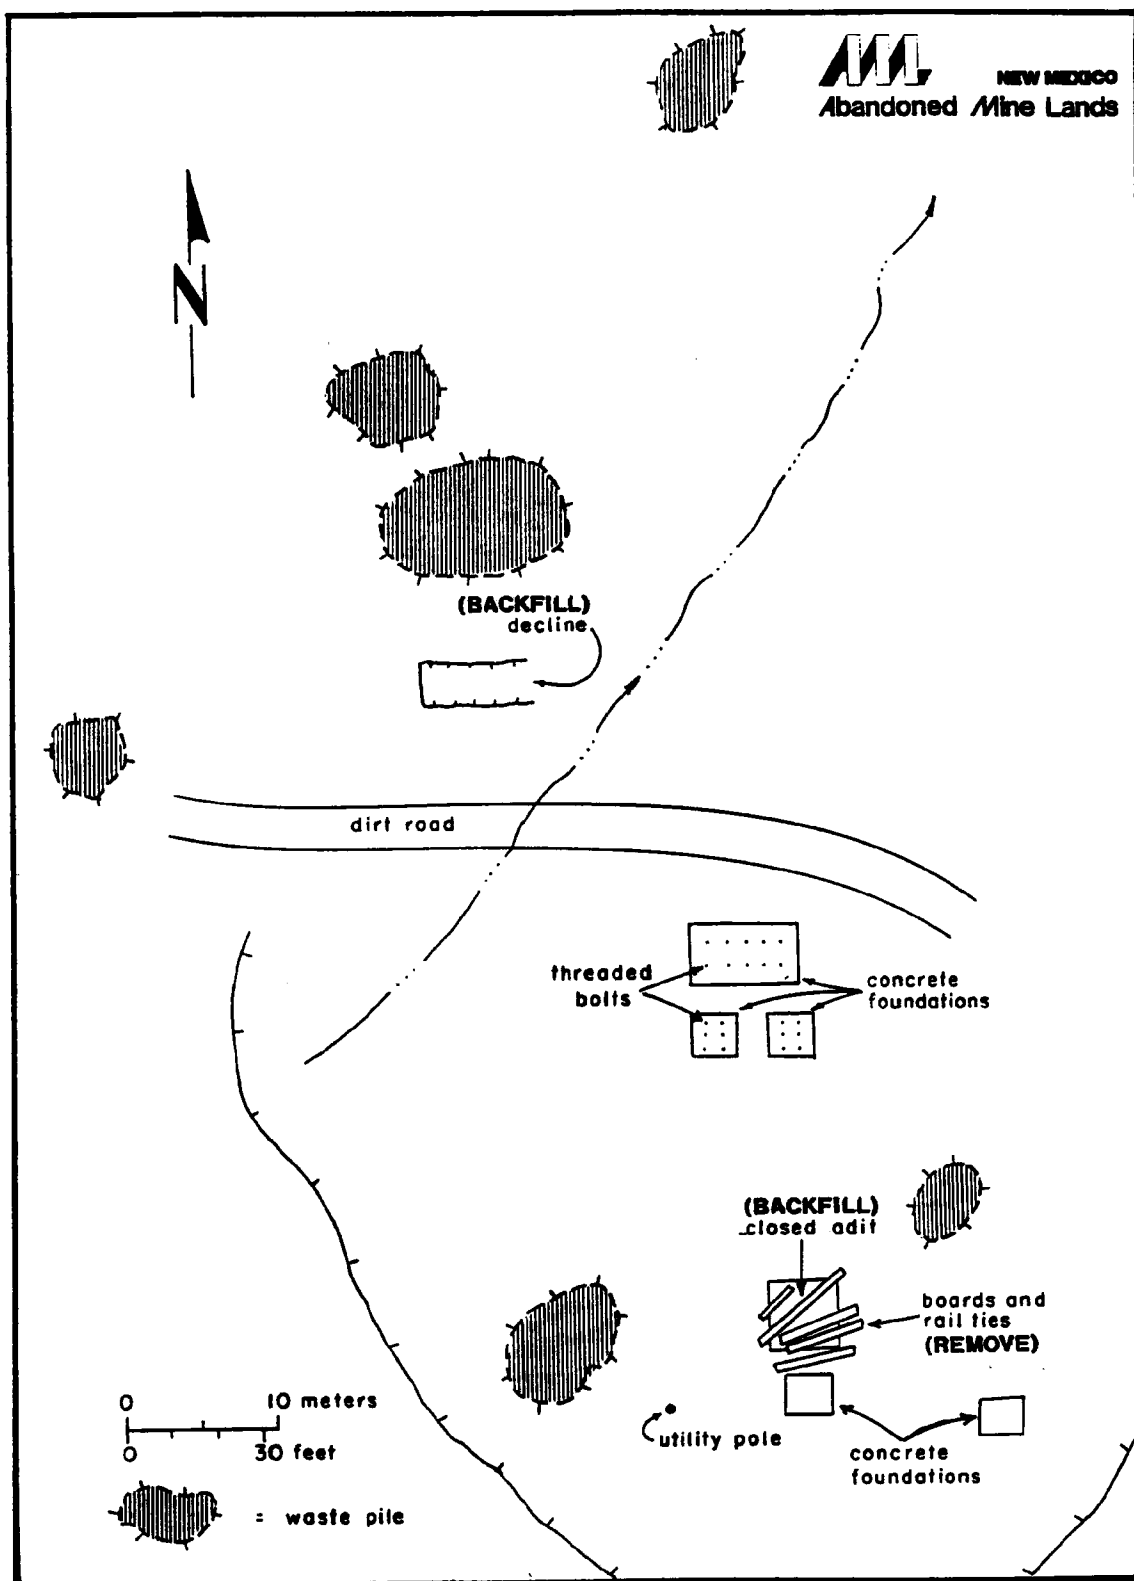 AML
NEW MEXICO
Abandoned Mine Lands
N
(BACKFILL)
decline
dirt road
threaded
bolts
concrete
foundations
(BACKFILL)
closed adit
boards and
rail ties
(REMOVE)
utility pole
concrete
foundations
0 10 meters
0 30 feet
= waste pile